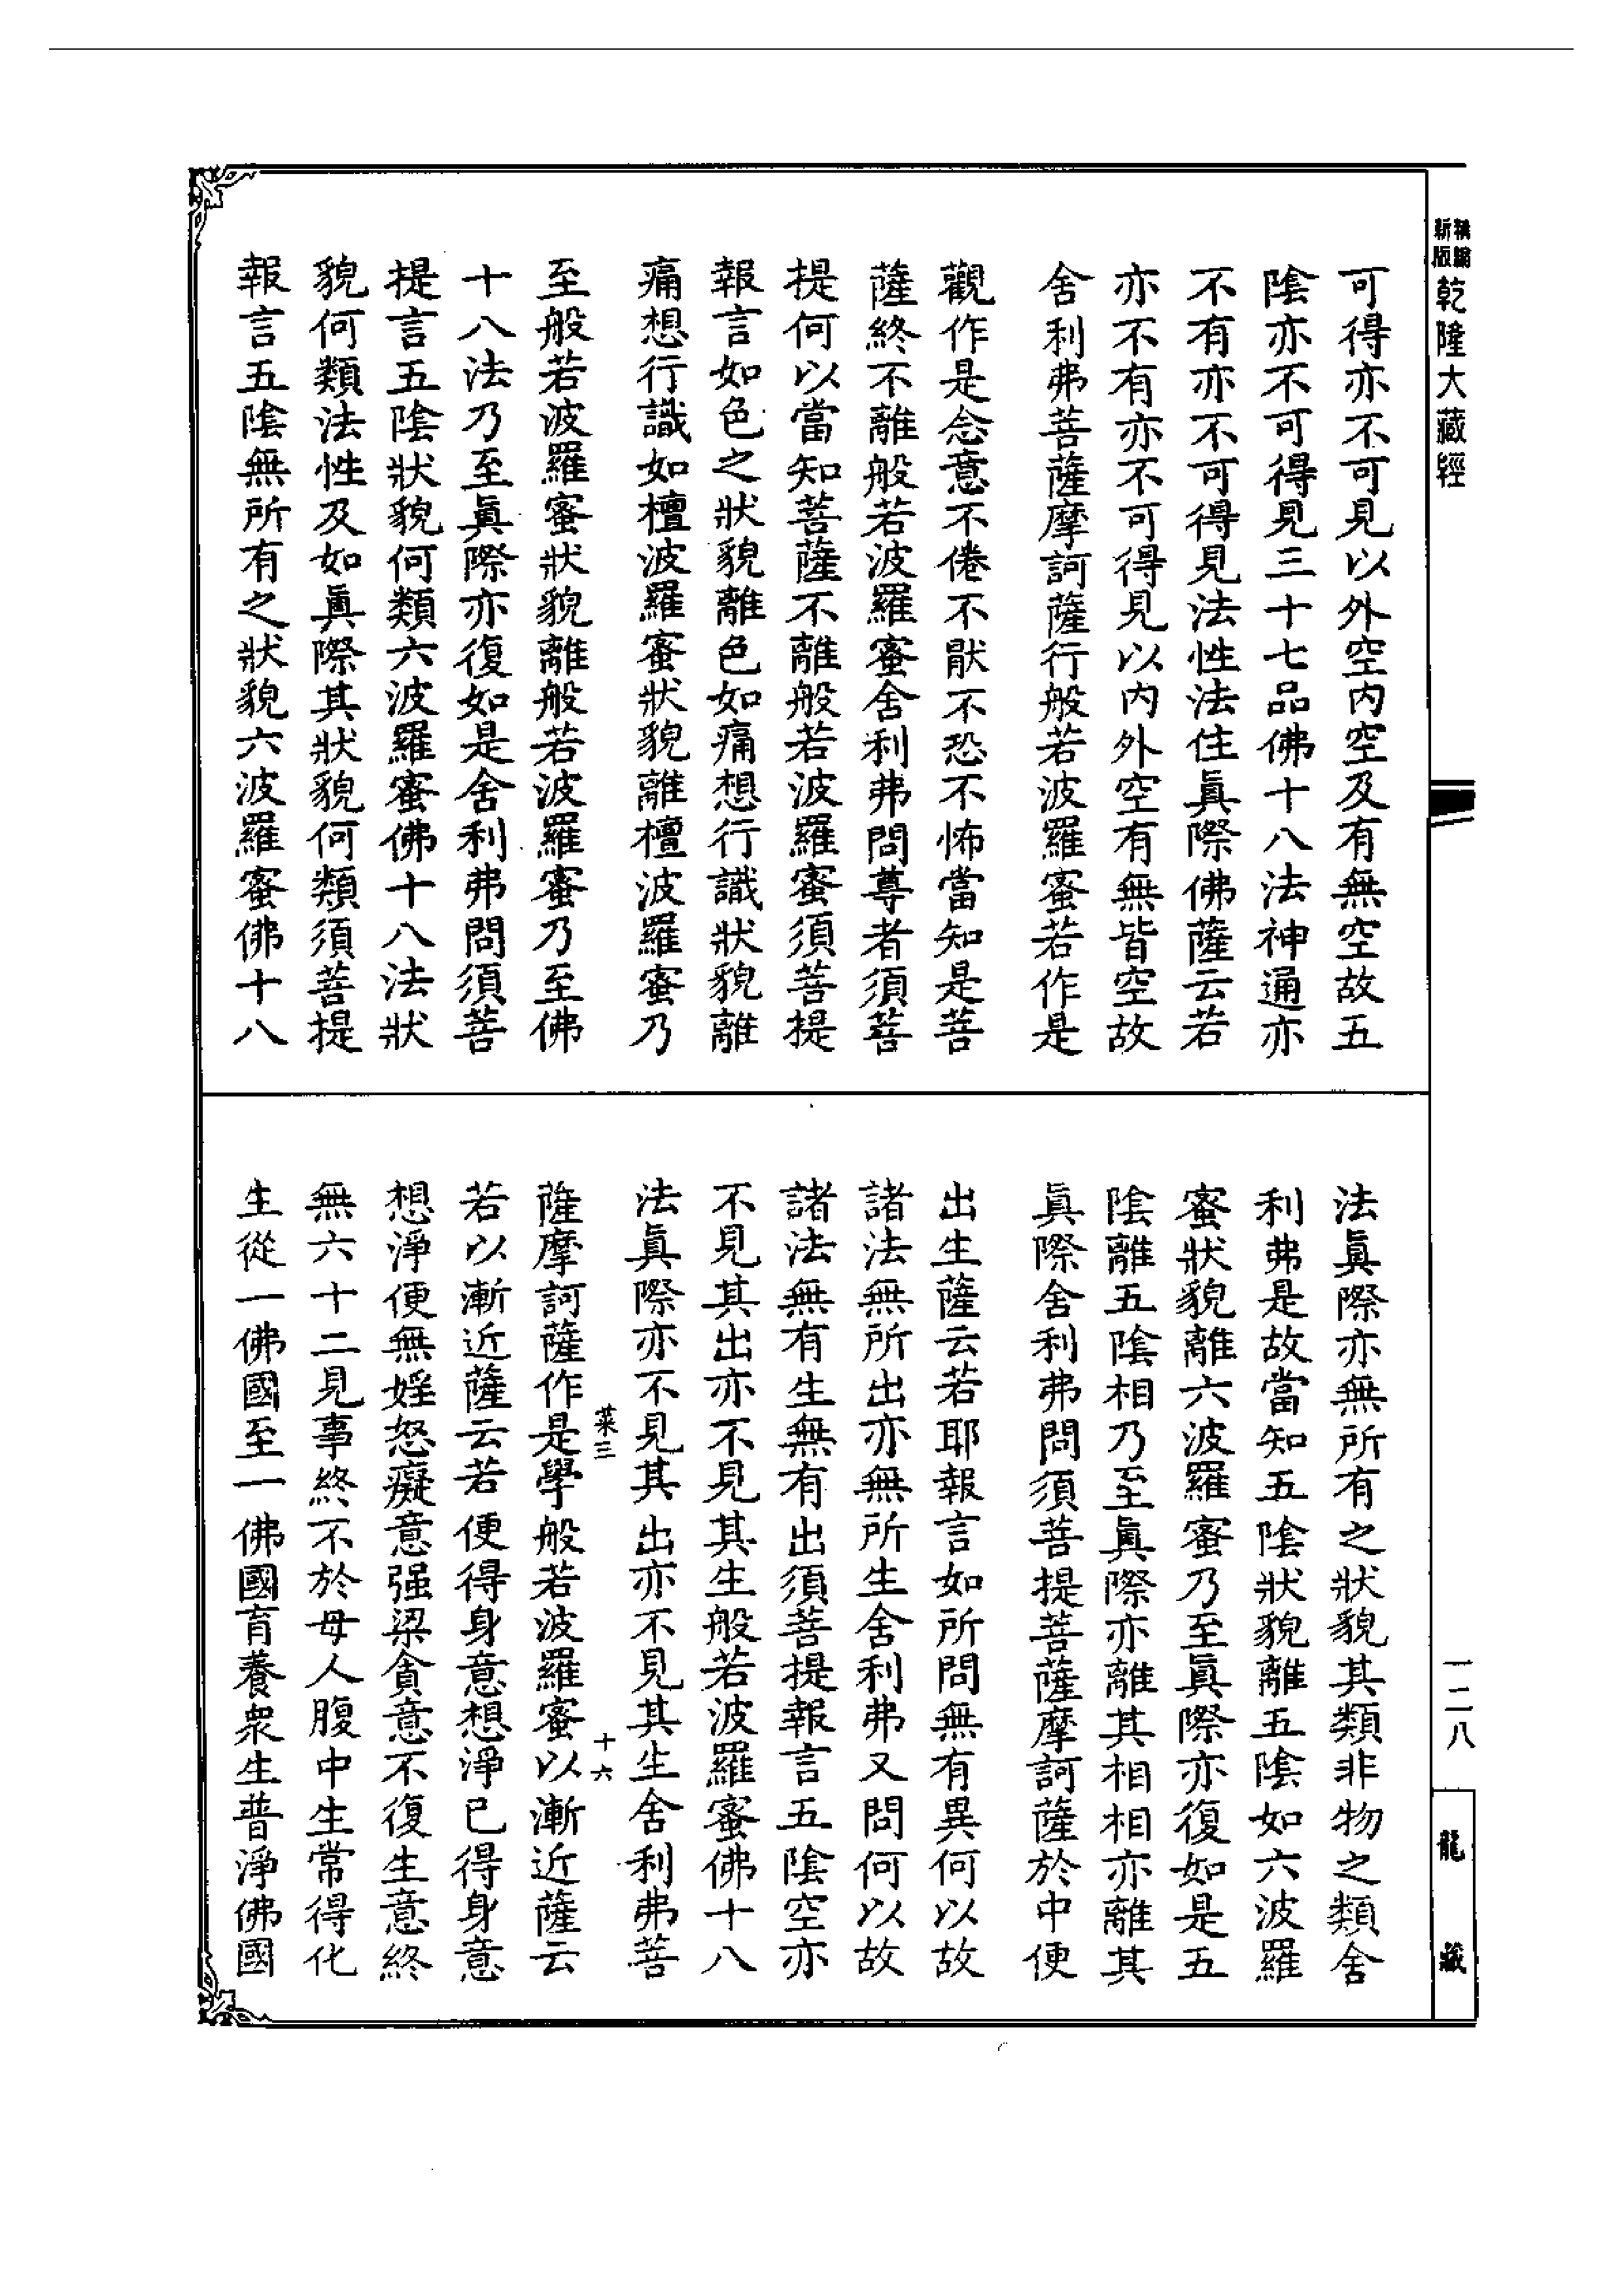 新版
乾隆大藏經
可得亦不可見以外空內空及有無空故五
陰亦不可得見三十七品佛十八法神通亦
不有亦不可得見法性法住眞際佛薩云若
亦不有亦不可得見以內外空有無皆空故
舍利弗菩薩摩訶薩行般若波羅蜜若作是
觀作是念意不倦不厭不恐不怖當知是菩
薩終不離般若波羅蜜舍利弗問尊者須菩
提何以當知菩薩不離般若波羅蜜須菩提
報言如色之狀貌離色如痛想行識狀貌離
痛想行識如檀波羅蜜狀貌離檀波羅蜜乃
至般若波羅蜜狀貌離般若波羅蜜乃至佛
十八法乃至眞際亦復如是舍利弗問須菩
提言五陰狀貌何類六波羅蜜佛十八法狀
貌何類法性及如眞際其狀貌何類須菩提
報言五陰無所有之狀貌六波羅蜜佛十八
法眞際亦無所有之狀貌其類非物之類舍
利弗是故當知五陰狀貌離五陰如六波羅
蜜狀貌離六波羅蜜乃至眞際亦復如是五
陰離五陰相乃至眞際亦離其相相亦離其
眞際舍利弗問須菩提菩薩摩訶薩於中便
出生薩云若耶報言如所問無有異何以故
諸法無所出亦無所生舍利弗又問何以故
諸法無有生無有出須菩提報言五陰空亦
不見其出亦不見其生般若波羅蜜佛十八
法眞際亦不見其出亦不見其生舍利弗菩
菜三
十六
薩摩訶薩作是學般若波羅蜜以漸近薩云
若以漸近薩云若便得身意想淨已得身意
想淨便無婬怒癡意强梁貪意不復生意終
無六十二見事終不於母人腹中生常得化
生從一佛國至一佛國育養衆生普淨佛國
一二八
龍藏